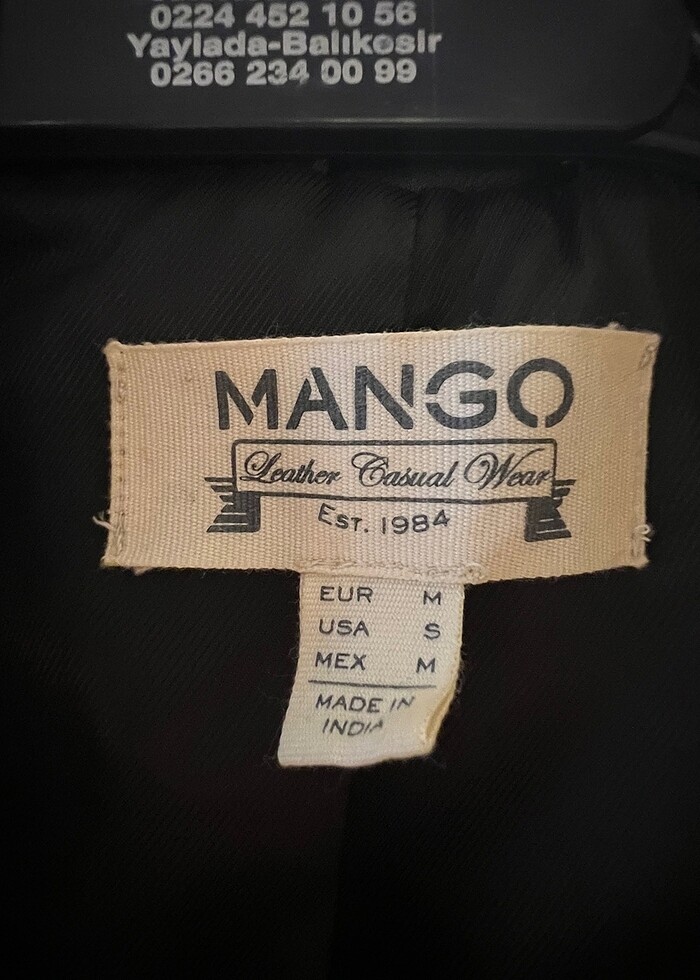 0224 452 10 56
Yaylada-Balıkesir
0266 234 00 99
MANGO
Leather Casual Wear
EST. 1984
EUR M
USA S
MEX M
MADE IN
INDIA